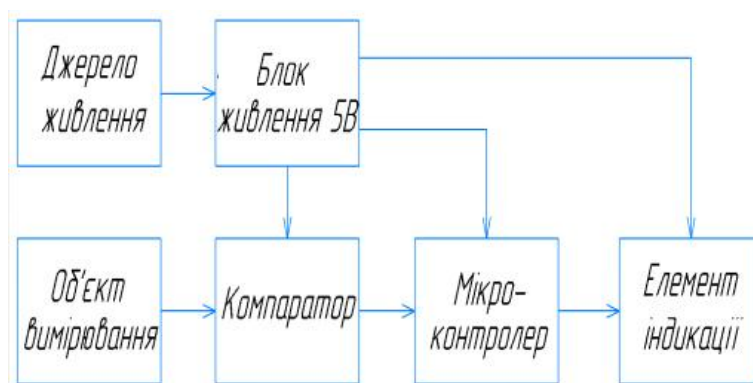 Джерело
живлення
Блок
живлення 5В
Об'єкт
вимірювання
Компаратор
Мікро-
контролер
Елемент
індикації